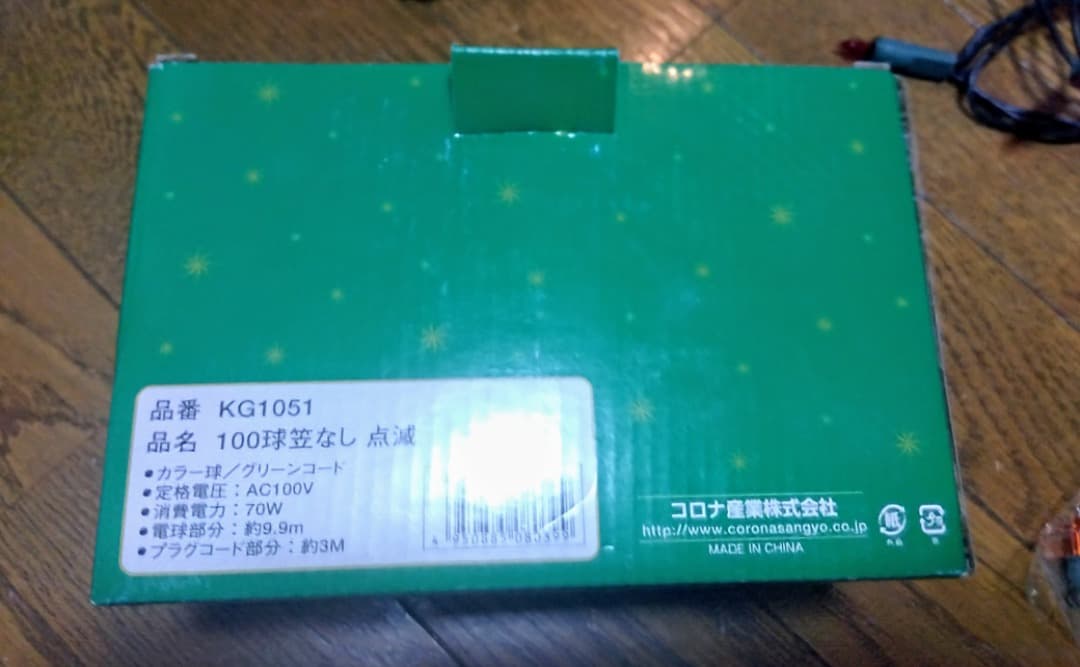 品番 KG1051
品名 100球笠なし 点滅
●カラー球／グリーンコード
●定格電圧：AC100V
●消費電力：70W
●電球部分：約9.9m
●プラグコード部分：約3M
コロナ産業株式会社
http://www.coronasangyo.co.jp
MADE IN CHINA
紙